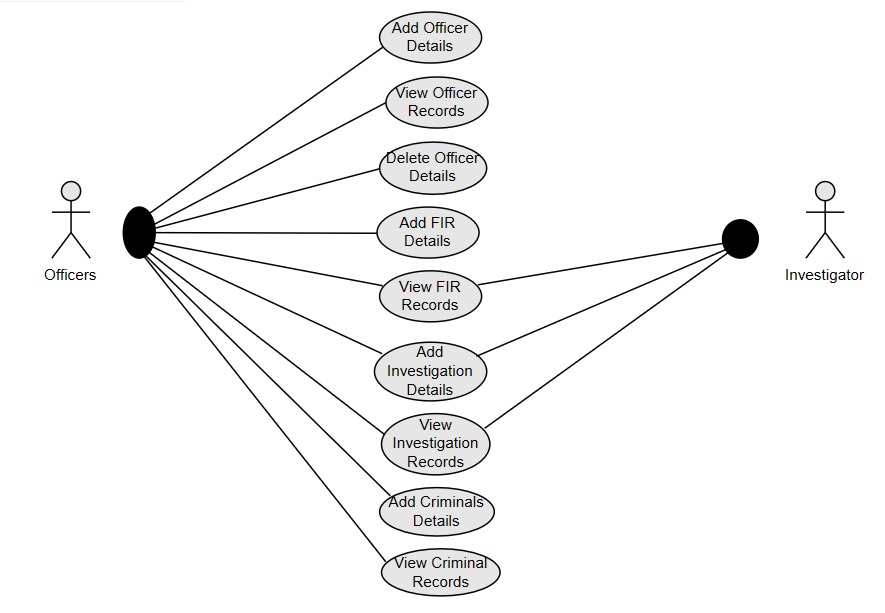 Add Officer
Details
View Officer
Records
Delete Officer
Details
Add FIR
Details
View FIR
Records
Add
Investigation
Details
View
Investigation
Records
Add Criminals
Details
View Criminal
Records
Officers
Investigator